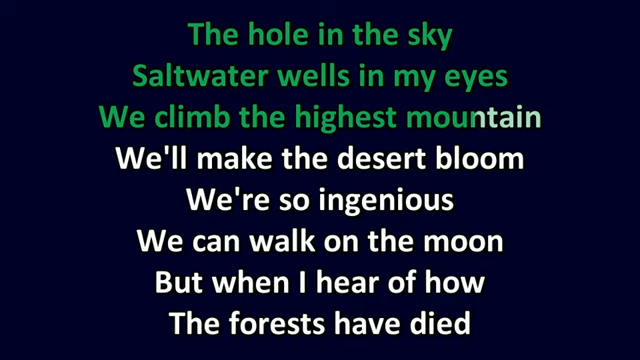 The hole in the sky
Saltwater wells in my eyes
We climb the highest mountain
We'll make the desert bloom
We're so ingenious
We can walk on the moon
But when I hear of how
The forests have died